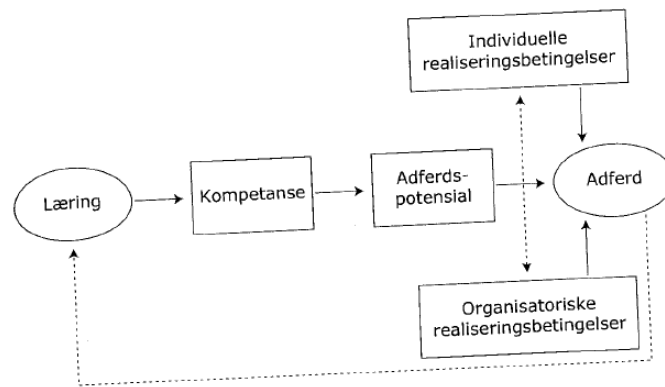 Individuelle
realiseringsbetingelser
Læring
Kompetanse
Adferds-
potensial
Adferd
Organisatoriske
realiseringsbetingelser